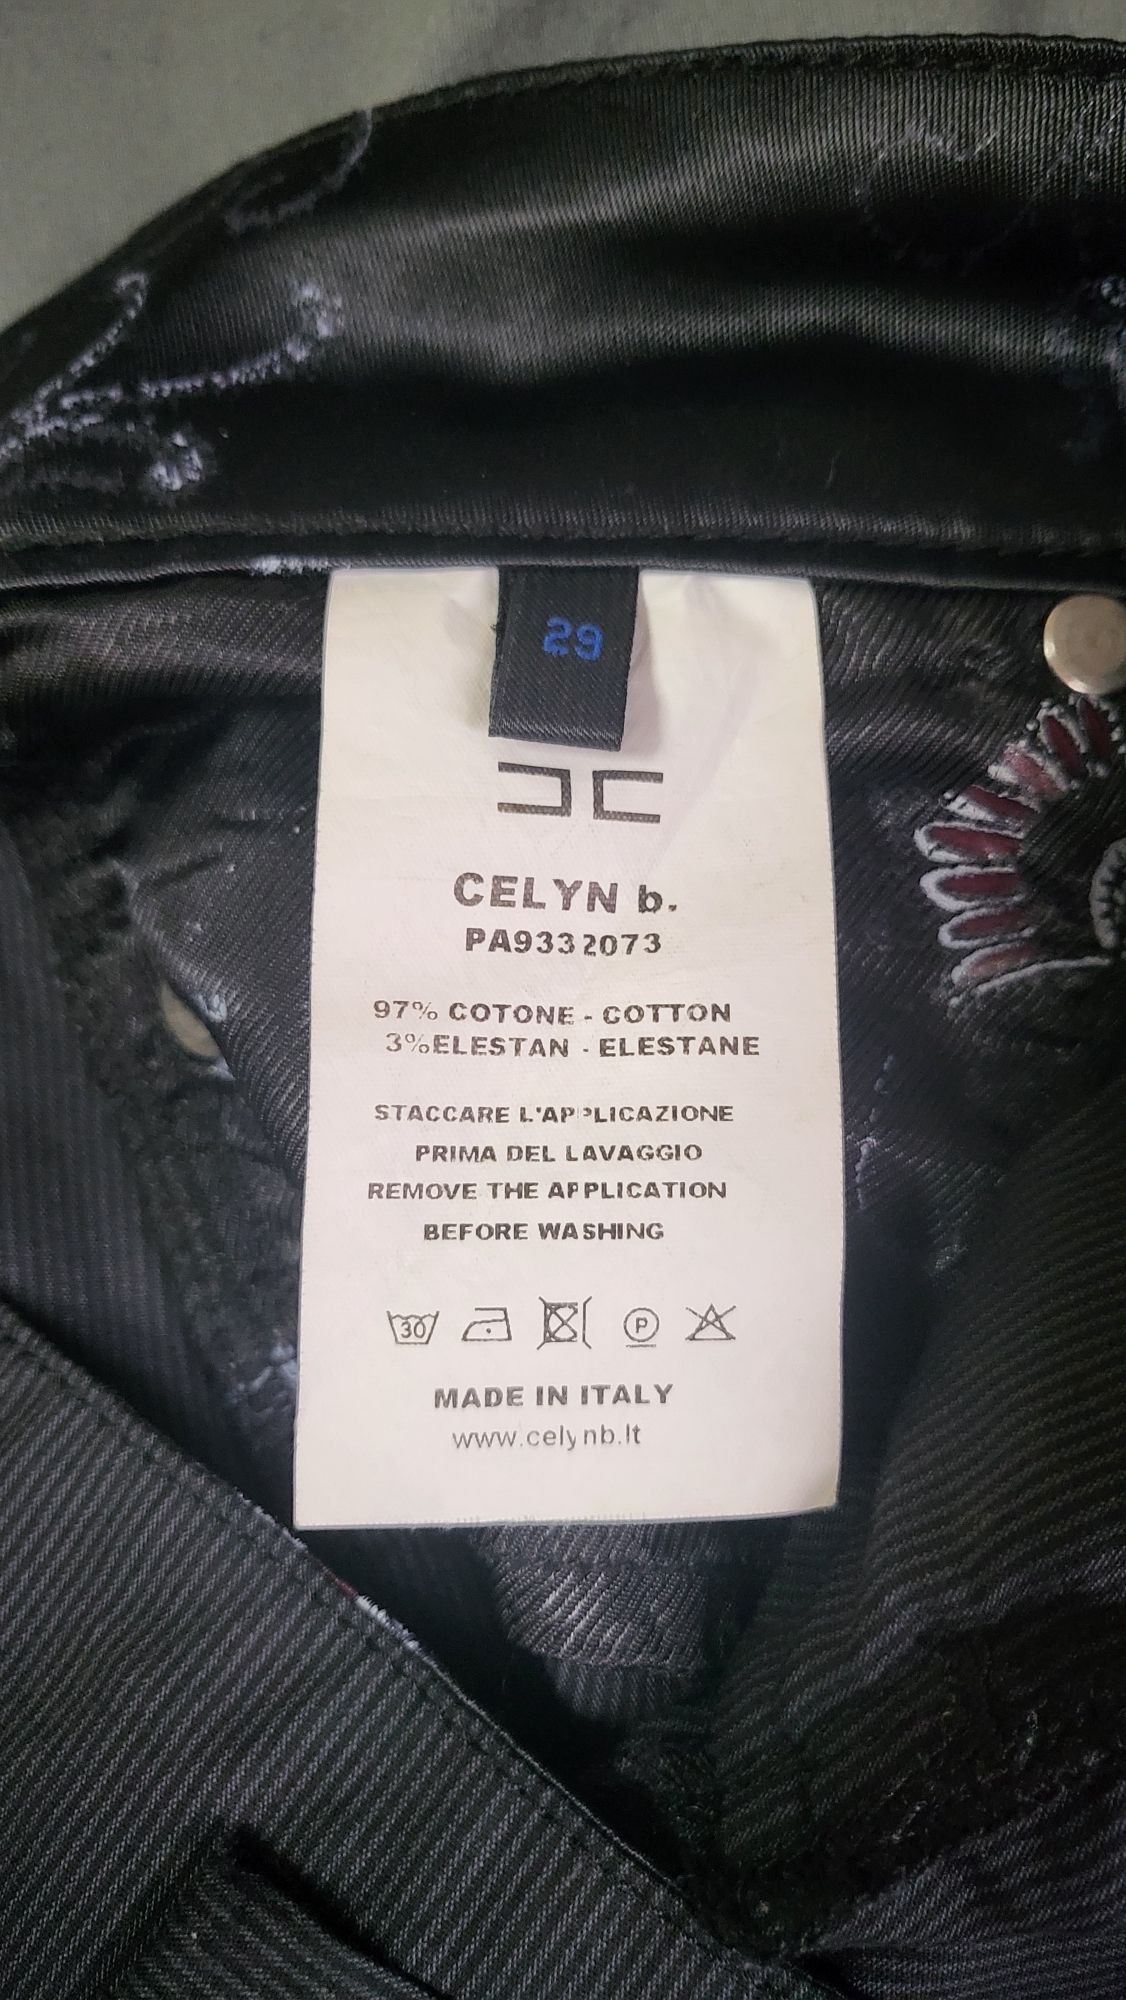 29
CELYN b.
PA9332073
97% COTONE - COTTON
3%ELESTAN - ELESTANE
STACCARE L'APPLICAZIONE
PRIMA DEL LAVAGGIO
REMOVE THE APPLICATION
BEFORE WASHING
30 P
MADE IN ITALY
www.celynb.It